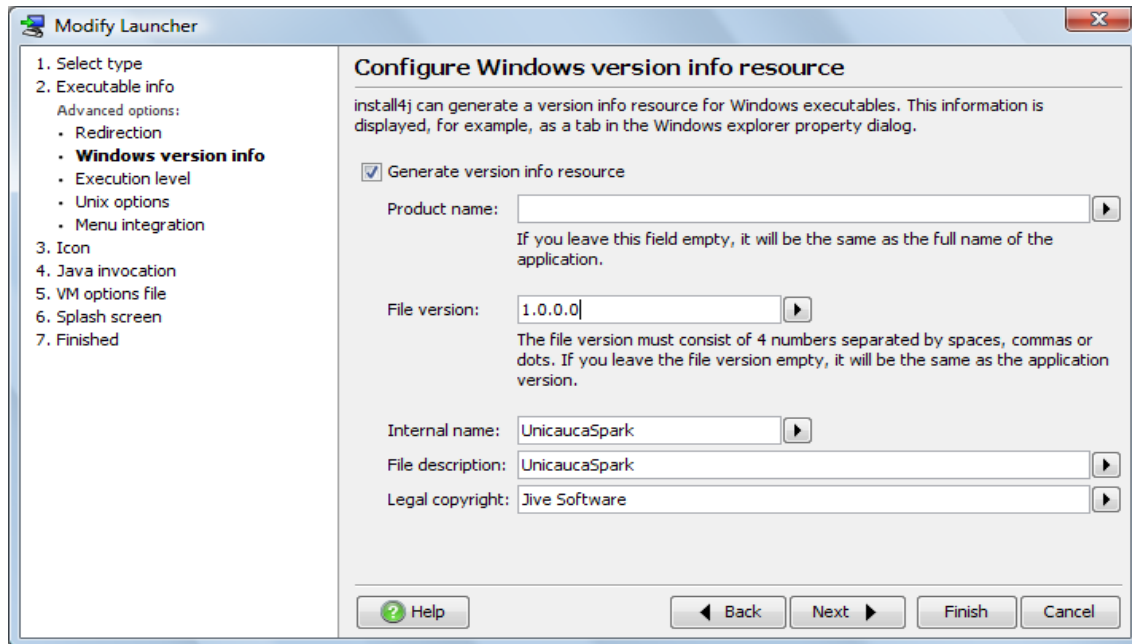 Modify Launcher
1. Select type
2. Executable info
Advanced options:
• Redirection
• Windows version info
• Execution level
• Unix options
• Menu integration
3. Icon
4. Java invocation
5. VM options file
6. Splash screen
7. Finished
Configure Windows version info resource
install4j can generate a version info resource for Windows executables. This information is
displayed, for example, as a tab in the Windows explorer property dialog.
Generate version info resource
Product name:
If you leave this field empty, it will be the same as the full name of the
application.
File version: 1.0.0.0
The file version must consist of 4 numbers separated by spaces, commas or
dots. If you leave the file version empty, it will be the same as the application
version.
Internal name: UnicaucaSpark
File description: UnicaucaSpark
Legal copyright: Jive Software
Help Back Next Finish Cancel